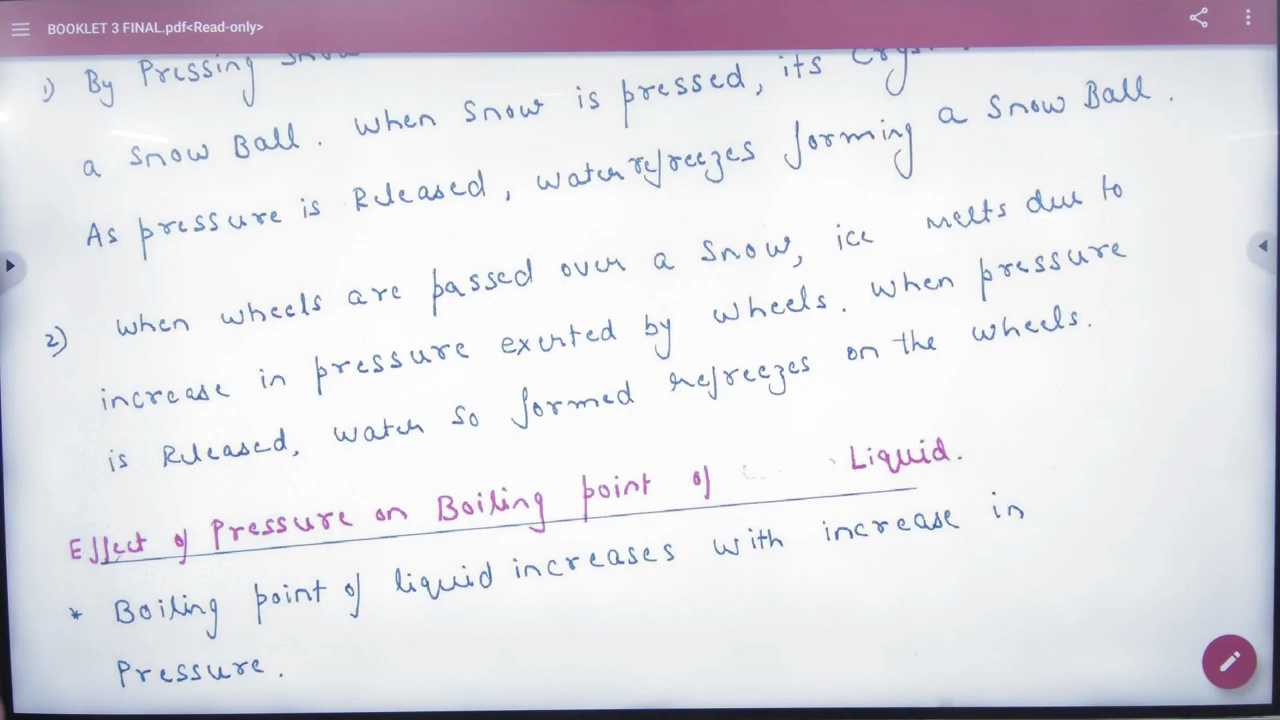 BOOKLET 3 FINAL.pdf<Read-only>
1) By Pressing Snow
a Snow Ball. When Snow is pressed, its
As pressure is Released, water refreezes forming a Snow Ball.
2) When wheels are passed over a Snow, ice melts due to
increase in pressure exerted by wheels. When pressure
is Released, water so formed refreezes on the wheels.
Effect of Pressure on Boiling point of Liquid.
* Boiling point of liquid increases with increase in
Pressure.